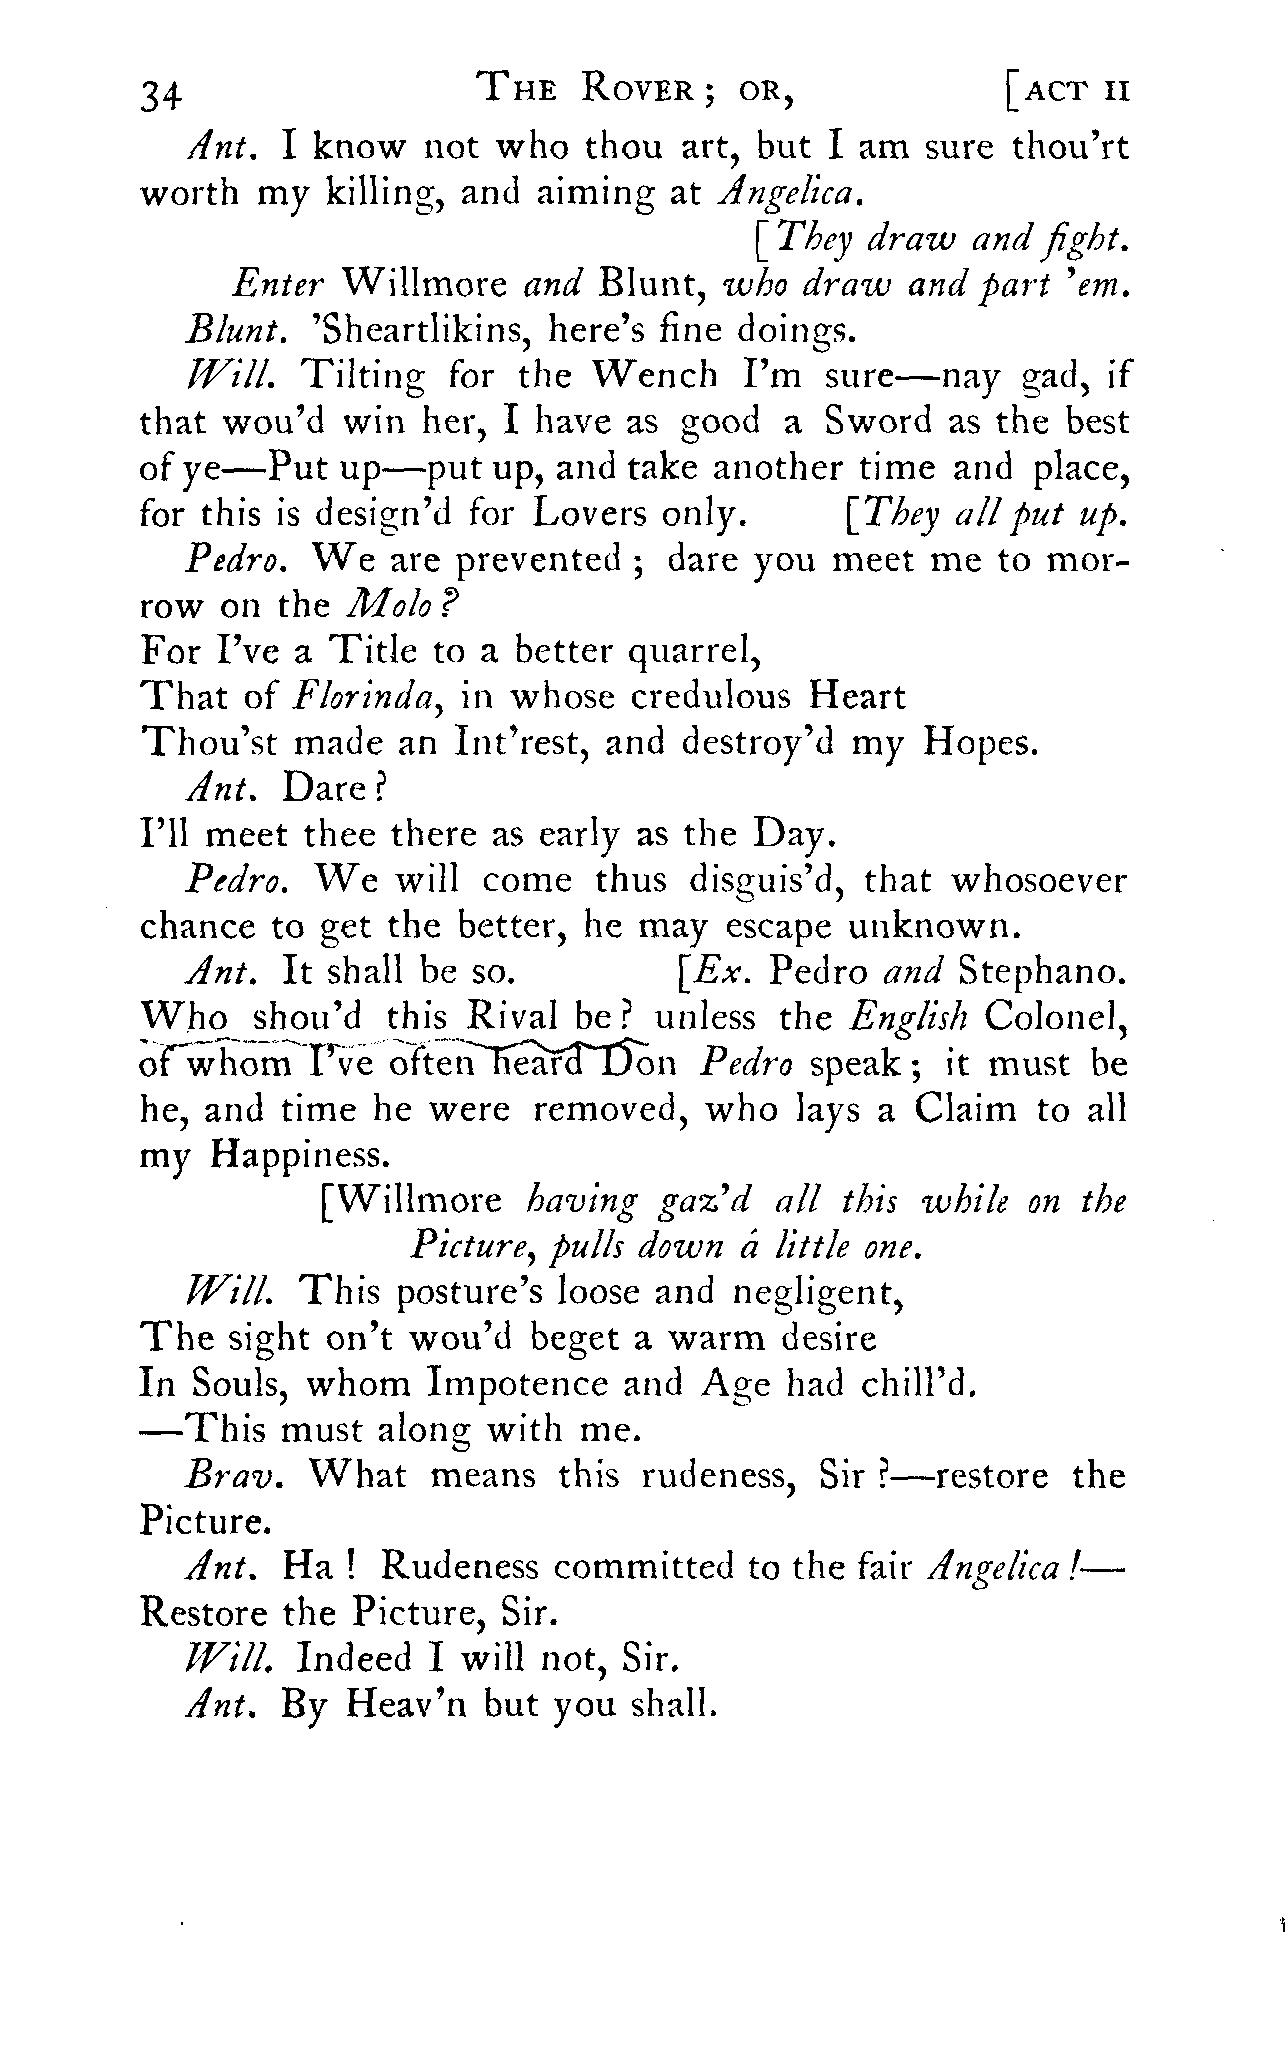 34 THE ROVER; OR, [ACT II
Ant. I know not who thou art, but I am sure thou'rt
worth my killing, and aiming at Angelica.
[They draw and fight.
Enter Willmore and Blunt, who draw and part 'em.
Blunt. 'Sheartlikins, here's fine doings.
Will. Tilting for the Wench I'm sure—nay gad, if
that wou'd win her, I have as good a Sword as the best
of ye—Put up—put up, and take another time and place,
for this is design'd for Lovers only. [They all put up.
Pedro. We are prevented; dare you meet me to mor-
row on the Molo?
For I've a Title to a better quarrel,
That of Florinda, in whose credulous Heart
Thou'st made an Int'rest, and destroy'd my Hopes.
Ant. Dare?
I'll meet thee there as early as the Day.
Pedro. We will come thus disguis'd, that whosoever
chance to get the better, he may escape unknown.
Ant. It shall be so. [Ex. Pedro and Stephano.
Who shou'd this Rival be? unless the English Colonel,
of whom I've often heard Don Pedro speak; it must be
he, and time he were removed, who lays a Claim to all
my Happiness.
[Willmore having gaz'd all this while on the
Picture, pulls down a little one.
Will. This posture's loose and negligent,
The sight on't wou'd beget a warm desire
In Souls, whom Impotence and Age had chill'd.
—This must along with me.
Brav. What means this rudeness, Sir?—restore the
Picture.
Ant. Ha! Rudeness committed to the fair Angelica!—
Restore the Picture, Sir.
Will. Indeed I will not, Sir.
Ant. By Heav'n but you shall.